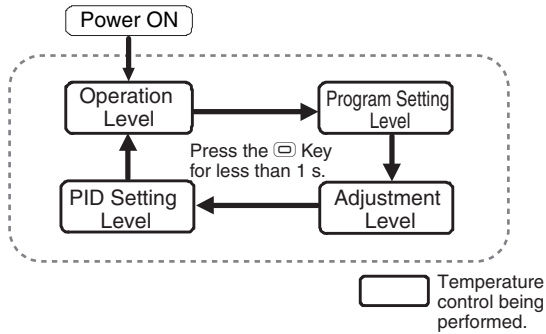 Power ON
Operation
Level
Program Setting
Level
Press the Key
for less than 1 s.
PID Setting
Level
Adjustment
Level
Temperature
control being
performed.